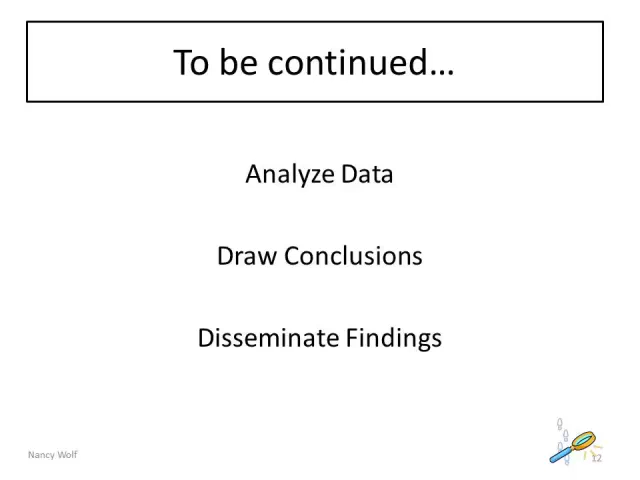 To be continued…
Analyze Data
Draw Conclusions
Disseminate Findings
Nancy Wolf
12